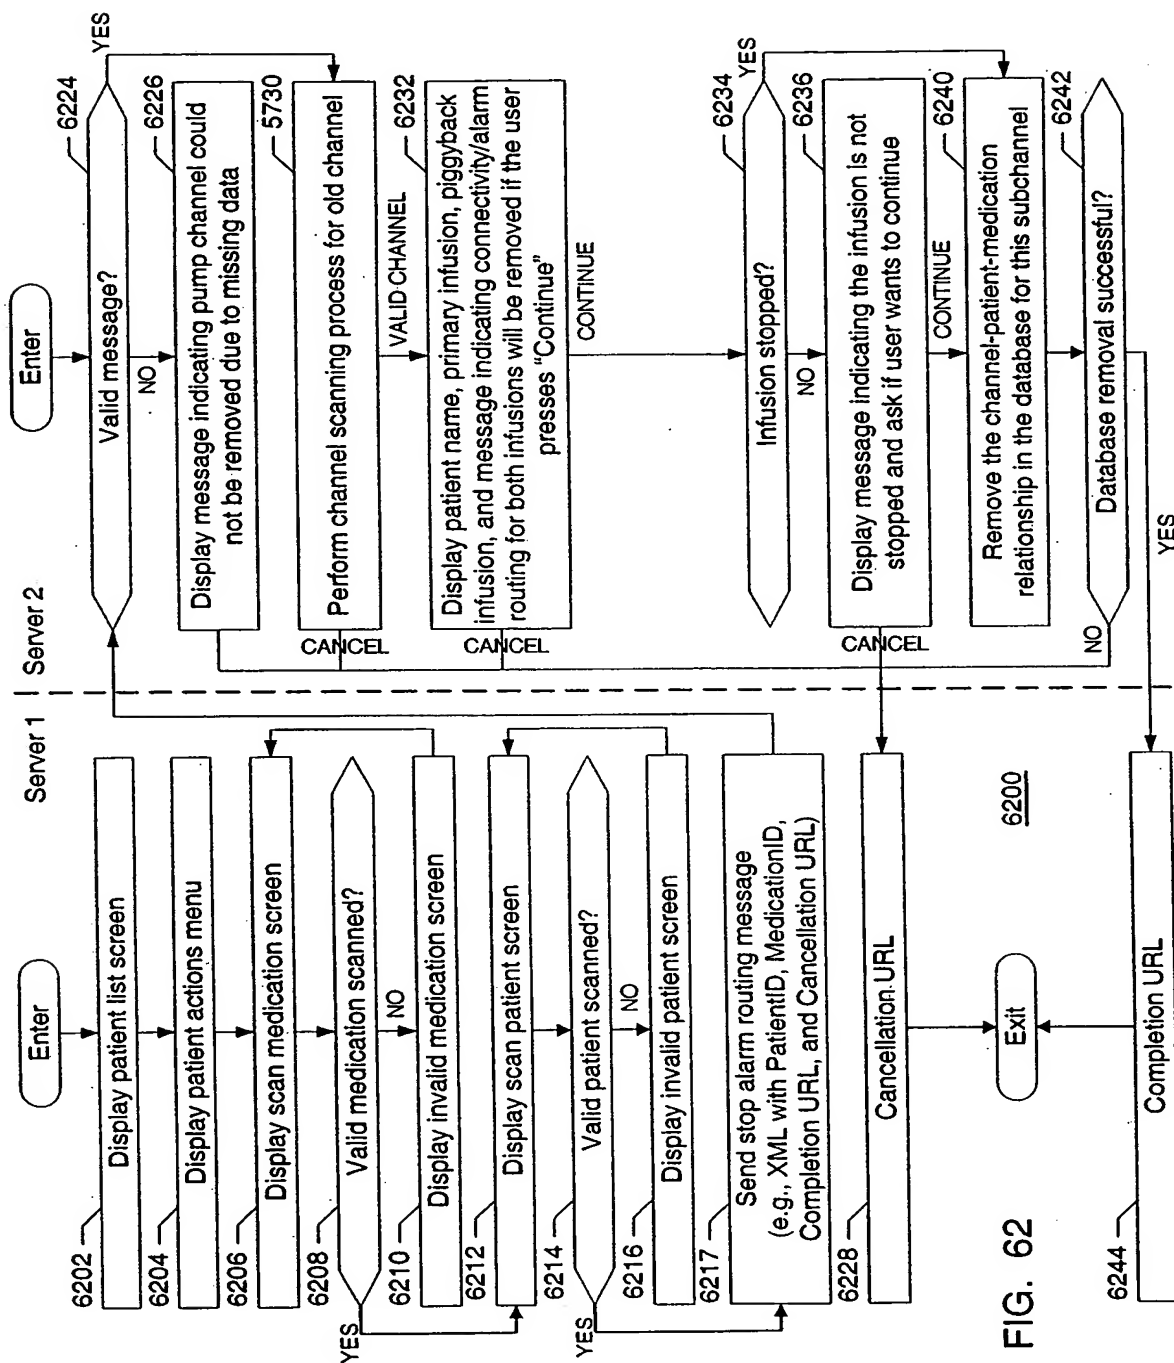 Server 1
Server 2
Enter
6202
Display patient list screen
6204
Display patient actions menu
6206
Display scan medication screen
6208
Valid medication scanned?
YES
NO
6210
Display invalid medication screen
6212
Display scan patient screen
6214
Valid patient scanned?
YES
NO
6216
Display invalid patient screen
6217
Send stop alarm routing message
(e.g., XML with PatientID, MedicationID,
Completion URL, and Cancellation URL)
6228
Cancellation URL
Exit
6200
6244
Completion URL
FIG. 62
Enter
6224
Valid message?
YES
NO
6226
Display message indicating pump channel could
not be removed due to missing data
5730
Perform channel scanning process for old channel
CANCEL
VALID CHANNEL
6232
Display patient name, primary infusion, piggyback
infusion, and message indicating connectivity/alarm
routing for both infusions will be removed if the user
presses “Continue”
CANCEL
CONTINUE
6234
Infusion stopped?
YES
NO
6236
Display message indicating the infusion is not
stopped and ask if user wants to continue
CANCEL
CONTINUE
6240
Remove the channel-patient-medication
relationship in the database for this subchannel
6242
Database removal successful?
NO
YES